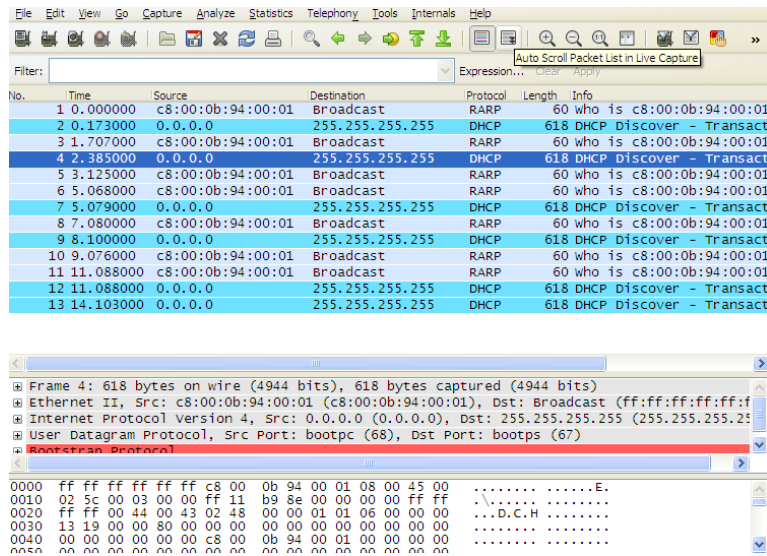 File Edit View Go Capture Analyze Statistics Telephony Tools Internals Help
Auto Scroll Packet List in Live Capture
Filter: Expression... Clear Apply
No. Time Source Destination Protocol Length Info
1 0.000000 c8:00:0b:94:00:01 Broadcast RARP 60 Who is c8:00:0b:94:00:01
2 0.173000 0.0.0.0 255.255.255.255 DHCP 618 DHCP Discover - Transact
3 1.707000 c8:00:0b:94:00:01 Broadcast RARP 60 Who is c8:00:0b:94:00:01
4 2.385000 0.0.0.0 255.255.255.255 DHCP 618 DHCP Discover - Transact
5 3.125000 c8:00:0b:94:00:01 Broadcast RARP 60 Who is c8:00:0b:94:00:01
6 5.068000 c8:00:0b:94:00:01 Broadcast RARP 60 Who is c8:00:0b:94:00:01
7 5.079000 0.0.0.0 255.255.255.255 DHCP 618 DHCP Discover - Transact
8 7.080000 c8:00:0b:94:00:01 Broadcast RARP 60 Who is c8:00:0b:94:00:01
9 8.100000 0.0.0.0 255.255.255.255 DHCP 618 DHCP Discover - Transact
10 9.076000 c8:00:0b:94:00:01 Broadcast RARP 60 Who is c8:00:0b:94:00:01
11 11.088000 c8:00:0b:94:00:01 Broadcast RARP 60 Who is c8:00:0b:94:00:01
12 11.088000 0.0.0.0 255.255.255.255 DHCP 618 DHCP Discover - Transact
13 14.103000 0.0.0.0 255.255.255.255 DHCP 618 DHCP Discover - Transact
Frame 4: 618 bytes on wire (4944 bits), 618 bytes captured (4944 bits)
Ethernet II, Src: c8:00:0b:94:00:01 (c8:00:0b:94:00:01), Dst: Broadcast (ff:ff:ff:ff:ff:f
Internet Protocol Version 4, Src: 0.0.0.0 (0.0.0.0), Dst: 255.255.255.255 (255.255.255.25
User Datagram Protocol, Src Port: bootpc (68), Dst Port: bootps (67)
Bootstrap Protocol
0000 ff ff ff ff ff ff c8 00 0b 94 00 01 08 00 45 00 ........ ......E.
0010 02 5c 00 03 00 00 ff 11 b9 8e 00 00 00 00 ff ff .\...... ........
0020 ff ff 00 44 00 43 02 48 00 00 01 01 06 00 00 00 ...D.C.H ........
0030 13 19 00 00 80 00 00 00 00 00 00 00 00 00 00 00 ........ ........
0040 00 00 00 00 00 00 c8 00 0b 94 00 01 00 00 00 00 ........ ........
0050 00 00 00 00 00 00 00 00 00 00 00 00 00 00 00 00